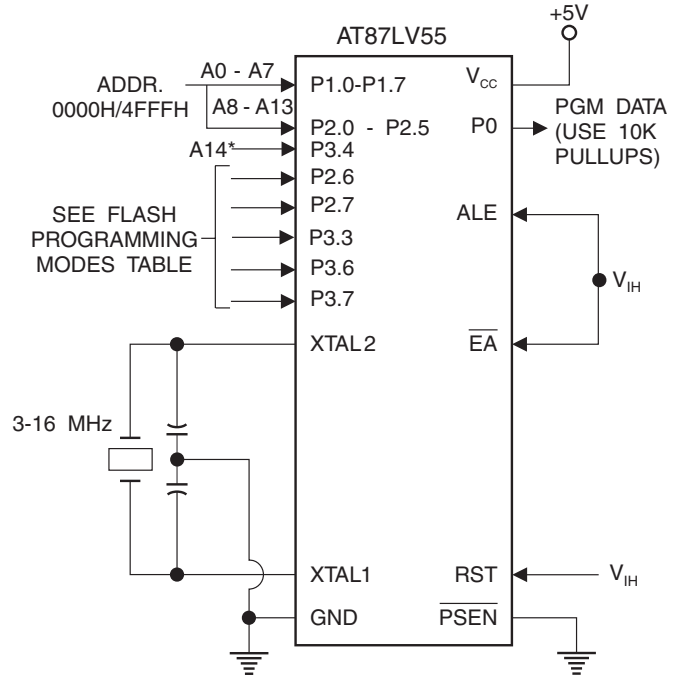 AT87LV55
+5V
ADDR.
0000H/4FFFH
A0 - A7
A8 - A13
A14*
SEE FLASH
PROGRAMMING
MODES TABLE
3-16 MHz
P1.0-P1.7
P2.0 - P2.5
P3.4
P2.6
P2.7
P3.3
P3.6
P3.7
XTAL2
XTAL1
GND
VCC
P0
ALE
EA
RST
PSEN
PGM DATA
(USE 10K
PULLUPS)
VIH
VIH